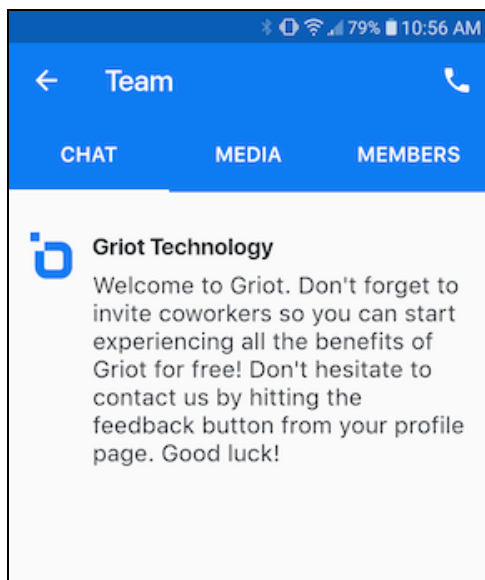 79% 10:56 AM
Team
CHAT MEDIA MEMBERS
Griot Technology
Welcome to Griot. Don't forget to
invite coworkers so you can start
experiencing all the benefits of
Griot for free! Don't hesitate to
contact us by hitting the
feedback button from your profile
page. Good luck!